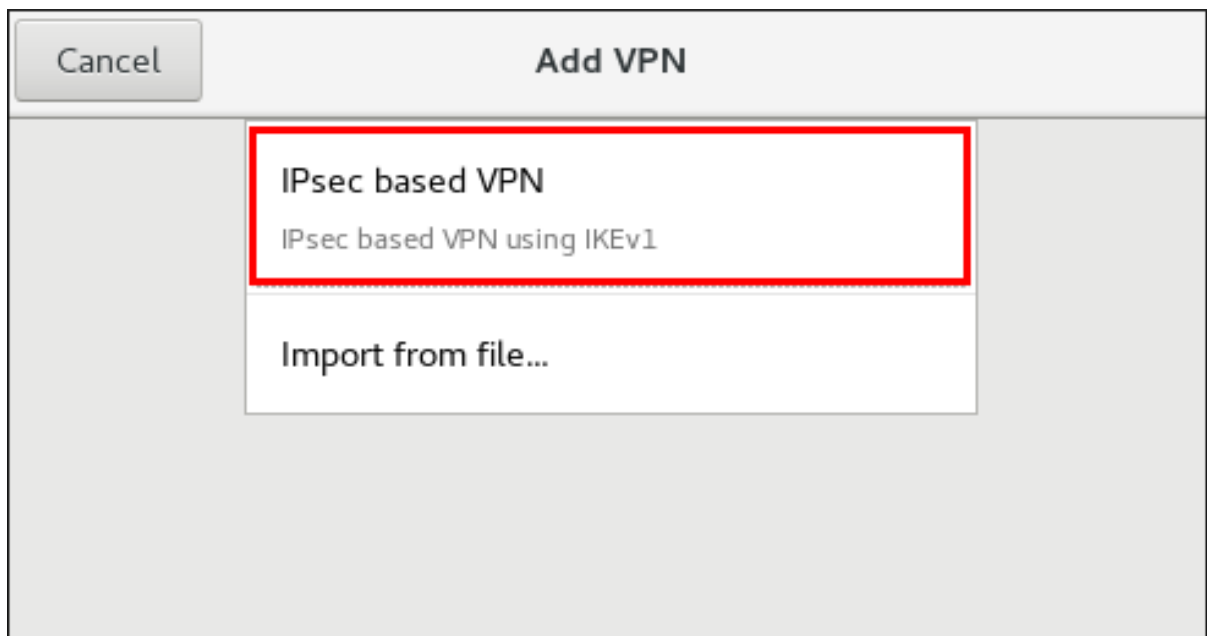 Cancel
Add VPN
IPsec based VPN
IPsec based VPN using IKEv1
Import from file...